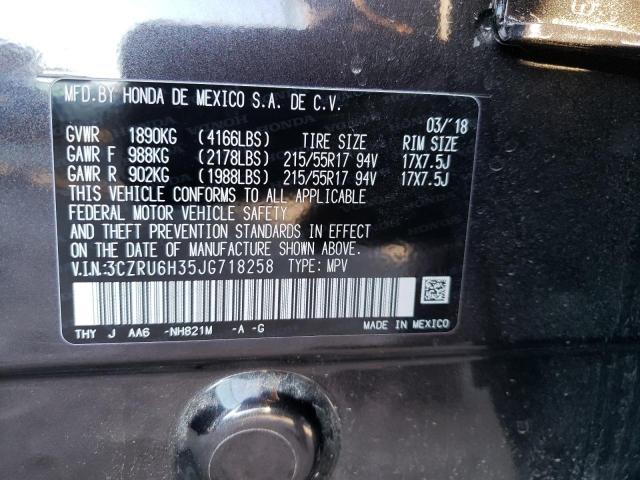 MFD. BY HONDA DE MEXICO S.A. DE C.V.
03/'18
GVWR 1890KG (4166LBS) TIRE SIZE RIM SIZE
GAWR F 988KG (2178LBS) 215/55R17 94V 17X7.5J
GAWR R 902KG (1988LBS) 215/55R17 94V 17X7.5J
THIS VEHICLE CONFORMS TO ALL APPLICABLE
FEDERAL MOTOR VEHICLE SAFETY
AND THEFT PREVENTION STANDARDS IN EFFECT
ON THE DATE OF MANUFACTURE SHOWN ABOVE.
V.I.N:3CZRU6H35JG718258 TYPE: MPV
THY J AA6 -NH821M -A -G MADE IN MEXICO